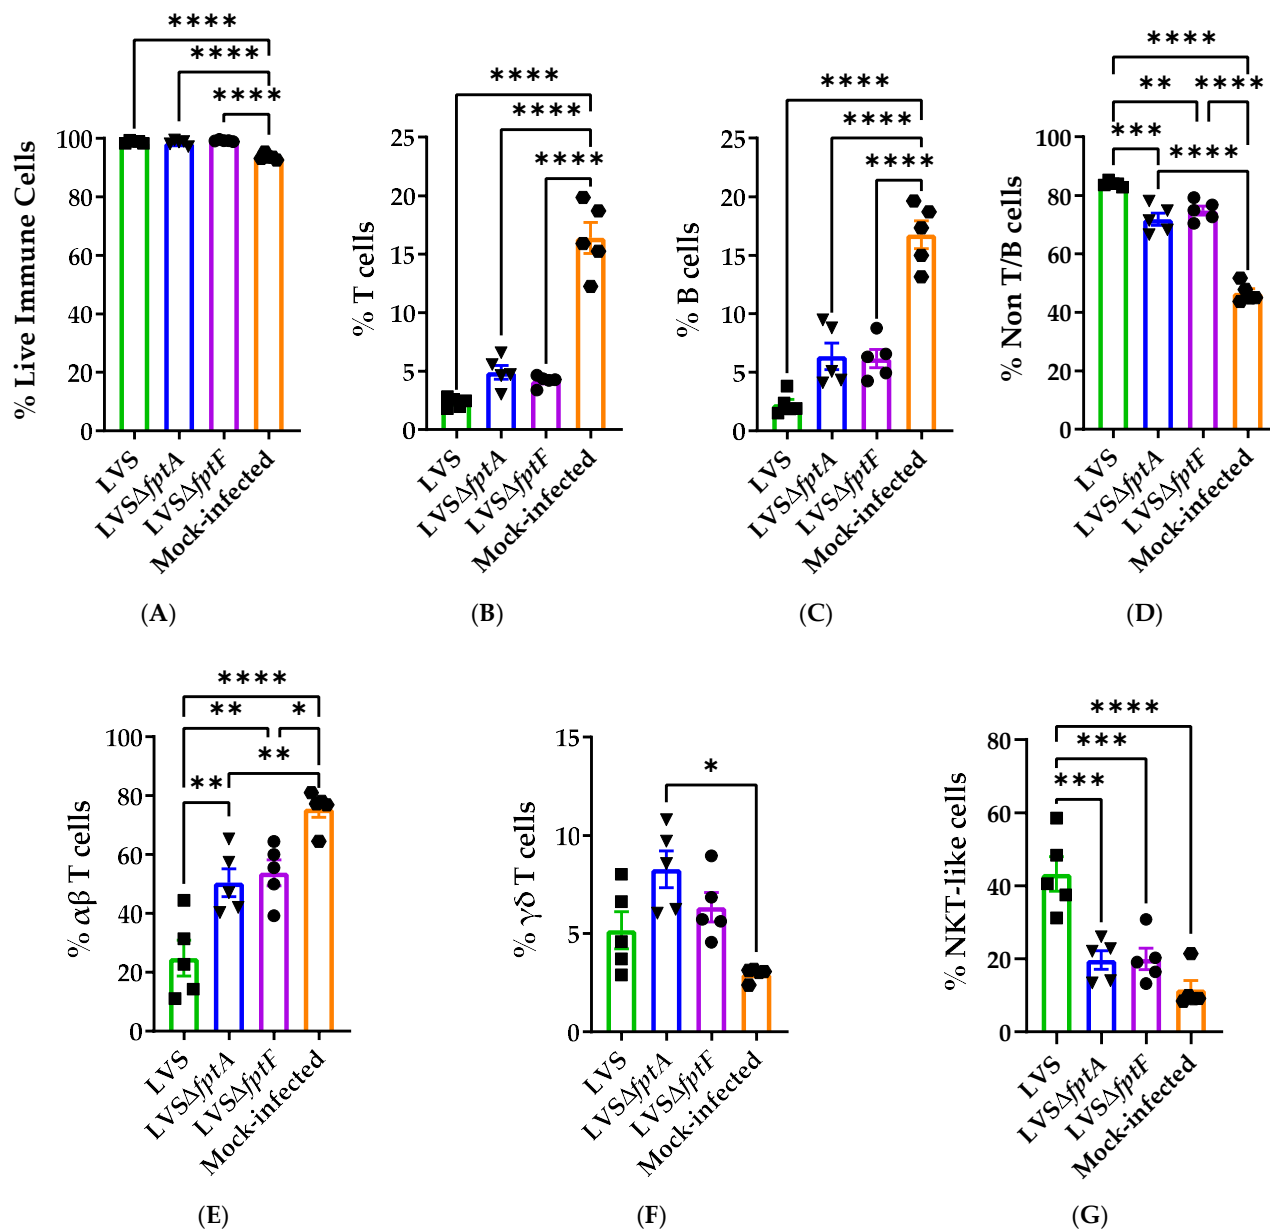 ****
****
****
% Live Immune Cells
100
80
60
40
20
0
LVS
LVSΔfptA
LVSΔfptF
Mock-infected
(A)
****
****
****
% T cells
25
20
15
10
5
0
LVS
LVSΔfptA
LVSΔfptF
Mock-infected
(B)
****
****
****
% B cells
25
20
15
10
5
0
LVS
LVSΔfptA
LVSΔfptF
Mock-infected
(C)
****
** ****
***
****
% Non T/B cells
100
80
60
40
20
0
LVS
LVSΔfptA
LVSΔfptF
Mock-infected
(D)
****
** *
**
**
% αβ T cells
100
80
60
40
20
0
LVS
LVSΔfptA
LVSΔfptF
Mock-infected
(E)
*
% γδ T cells
15
10
5
0
LVS
LVSΔfptA
LVSΔfptF
Mock-infected
(F)
****
***
***
% NKT-like cells
80
60
40
20
0
LVS
LVSΔfptA
LVSΔfptF
Mock-infected
(G)